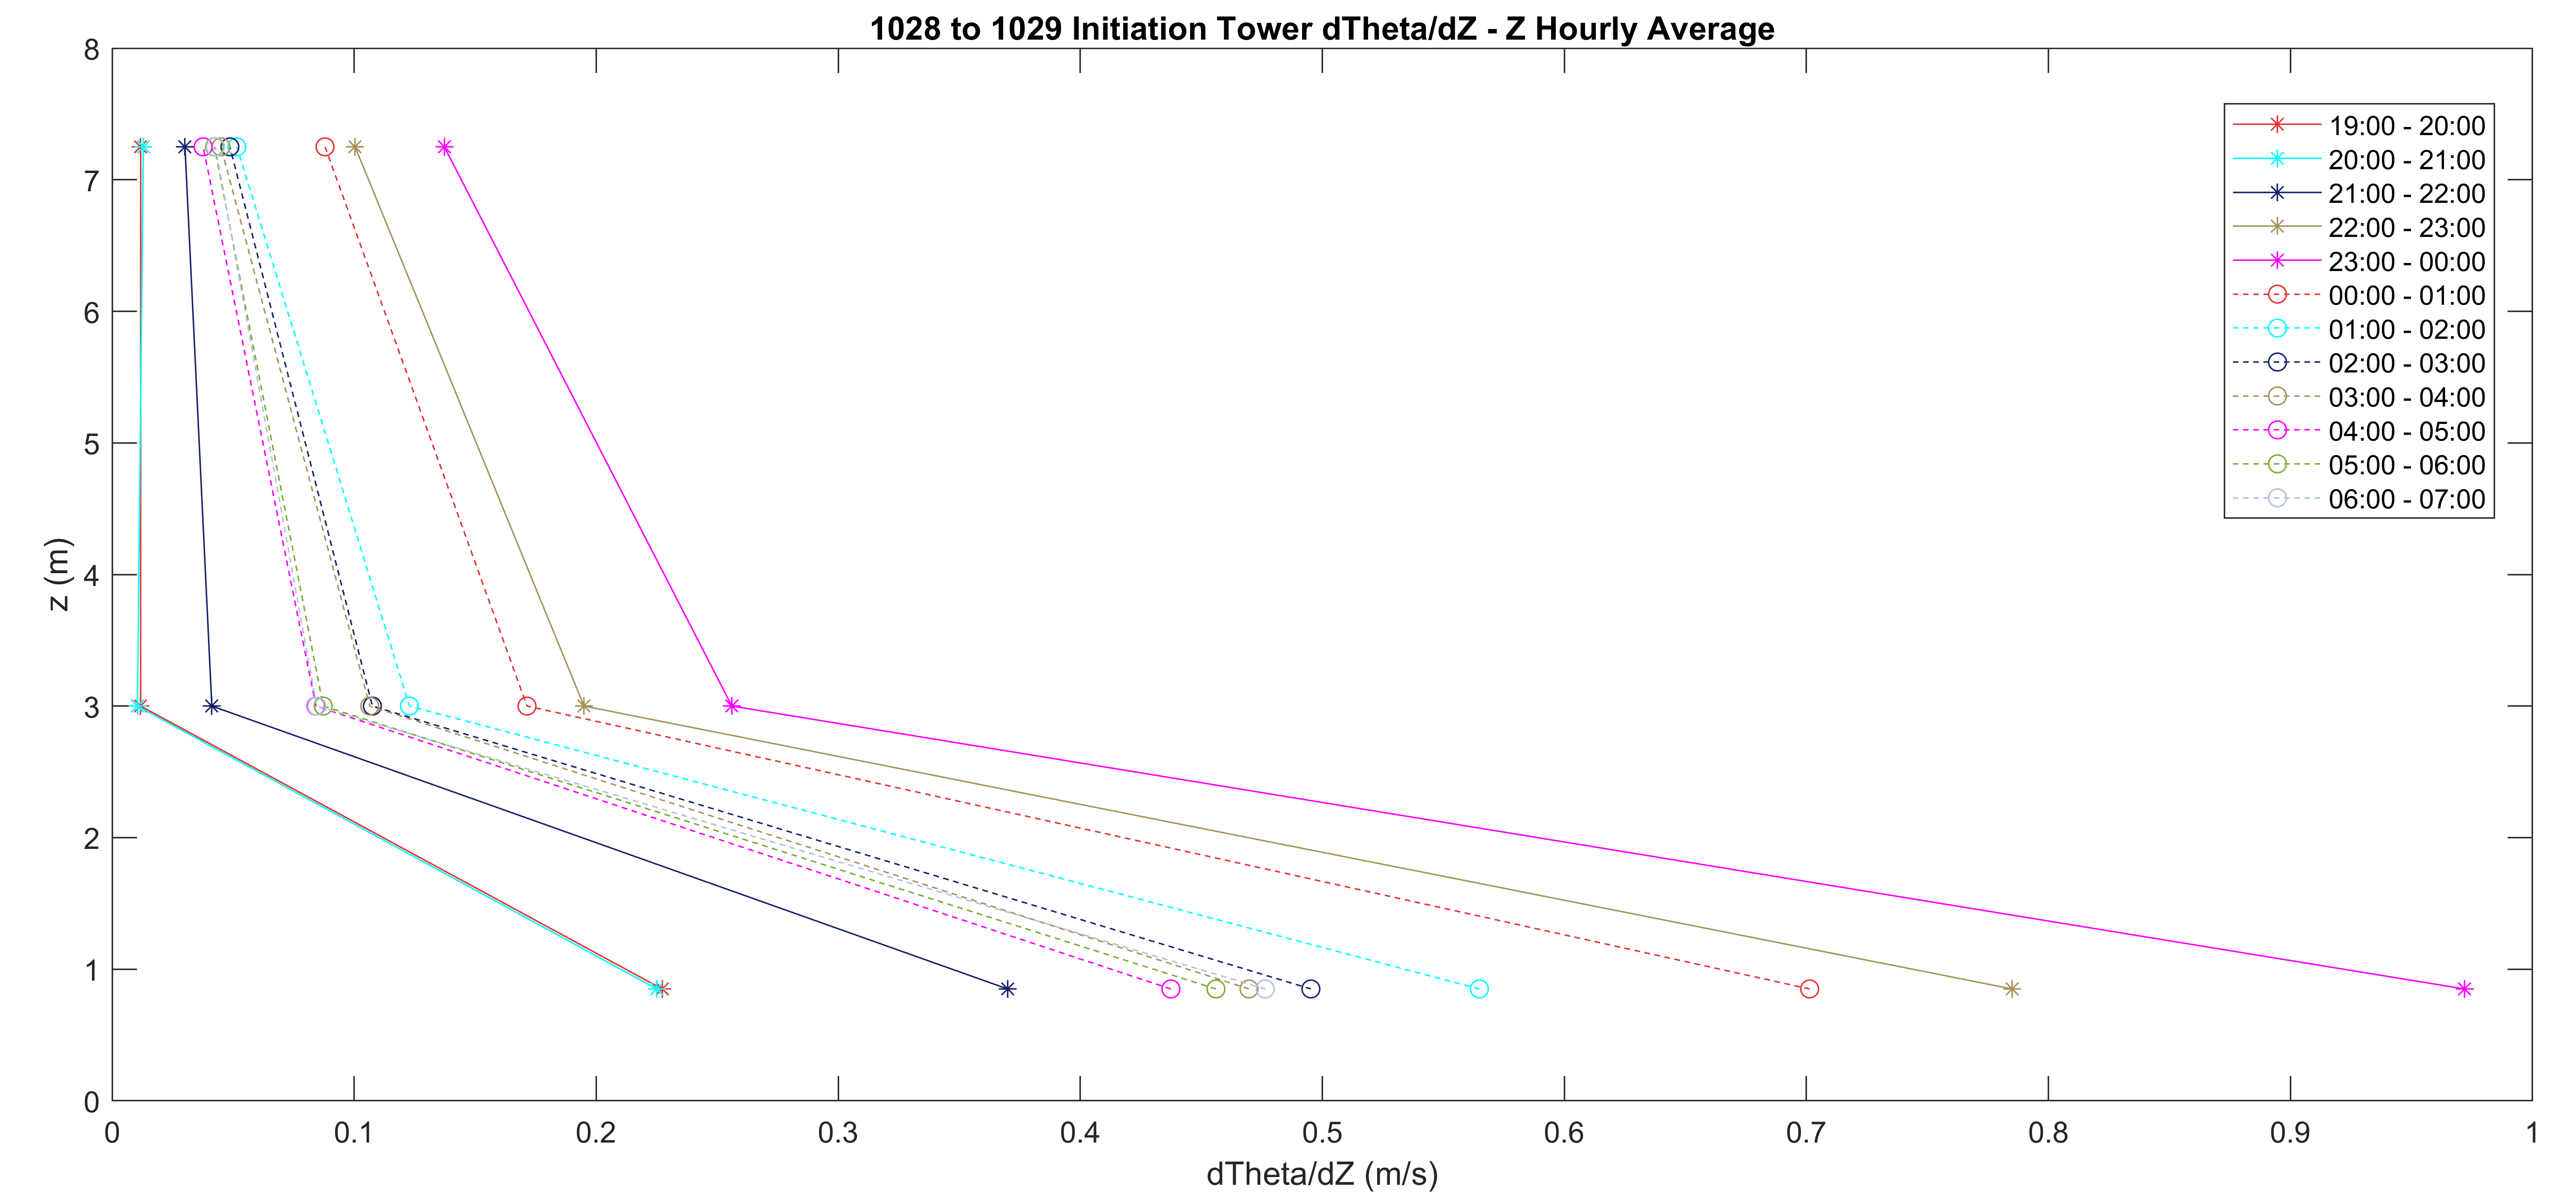 1028 to 1029 Initiation Tower dTheta/dZ - Z Hourly Average
8
7
6
5
4
3
2
1
0
z (m)
19:00 - 20:00
20:00 - 21:00
21:00 - 22:00
22:00 - 23:00
23:00 - 00:00
00:00 - 01:00
01:00 - 02:00
02:00 - 03:00
03:00 - 04:00
04:00 - 05:00
05:00 - 06:00
06:00 - 07:00
0 0.1 0.2 0.3 0.4 0.5 0.6 0.7 0.8 0.9 1
dTheta/dZ (m/s)